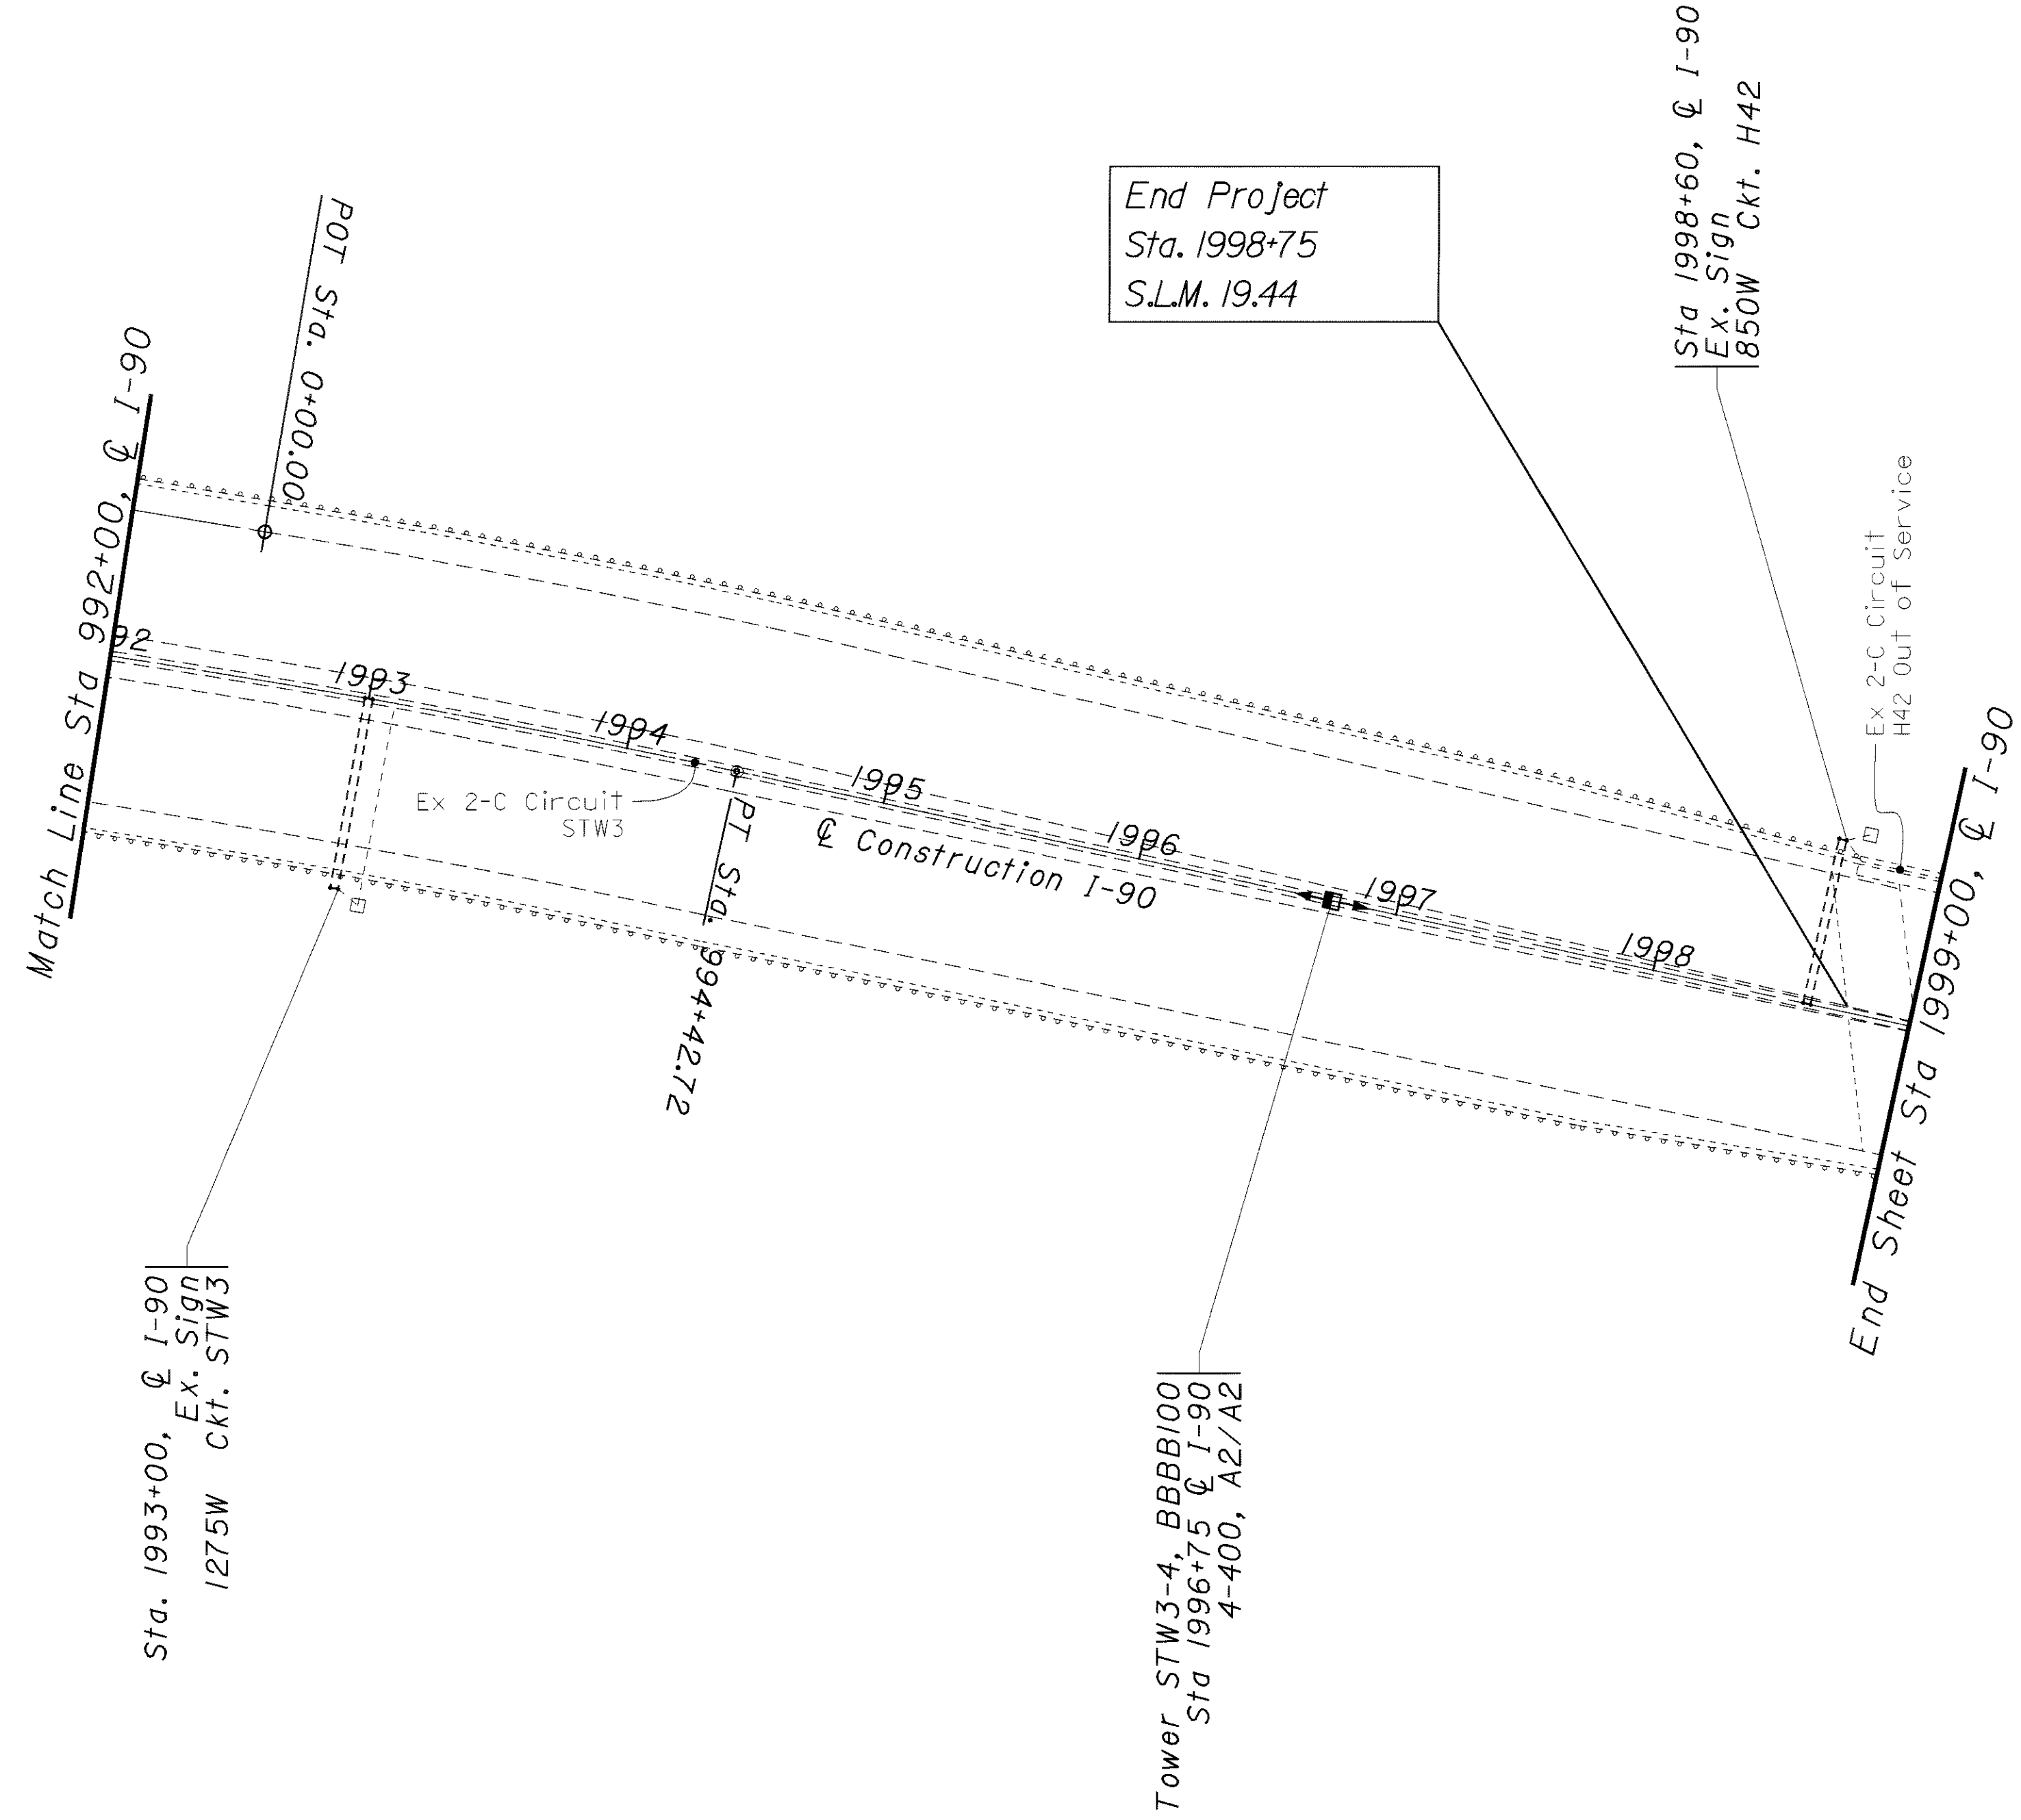 End Project
Sta. 1998+75
S.L.M. 19.44
Sta 1998+60, ℄ I-90
Ex. Sign
850W Ckt. H42
POT Sta. 0+00.00
Match Line Sta 992+00, ℄ I-90
Ex 2-C Circuit
H42 Out of Service
92
1993
1994
1995
1996
1997
1998
Ex 2-C Circuit
STW3
℄ Construction I-90
PT Sta. 994+42.72
End Sheet Sta 1999+00, ℄ I-90
Sta. 1993+00, ℄ I-90
Ex. Sign
1275W Ckt. STW3
Tower STW3-4, BBBB100
Sta 1996+75 ℄ I-90
4-400, A2/A2